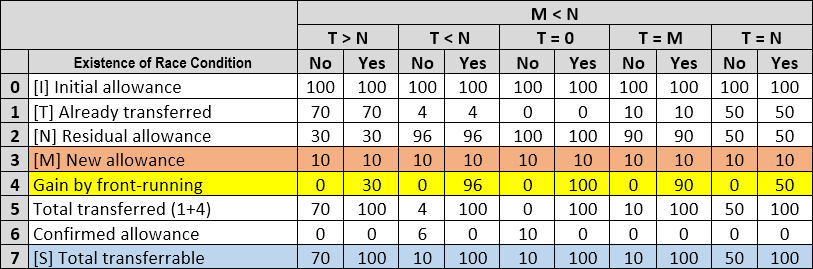 M < N
T > N T < N T = 0 T = M T = N
Existence of Race Condition No Yes No Yes No Yes No Yes No Yes
0 [I] Initial allowance 100 100 100 100 100 100 100 100 100 100
1 [T] Already transferred 70 70 4 4 0 0 10 10 50 50
2 [N] Residual allowance 30 30 96 96 100 100 90 90 50 50
3 [M] New allowance 10 10 10 10 10 10 10 10 10 10
4 Gain by front-running 0 30 0 96 0 100 0 90 0 50
5 Total transferred (1+4) 70 100 4 100 0 100 10 100 50 100
6 Confirmed allowance 0 0 6 0 10 0 0 0 0 0
7 [S] Total transferrable 70 100 10 100 10 100 10 100 50 100